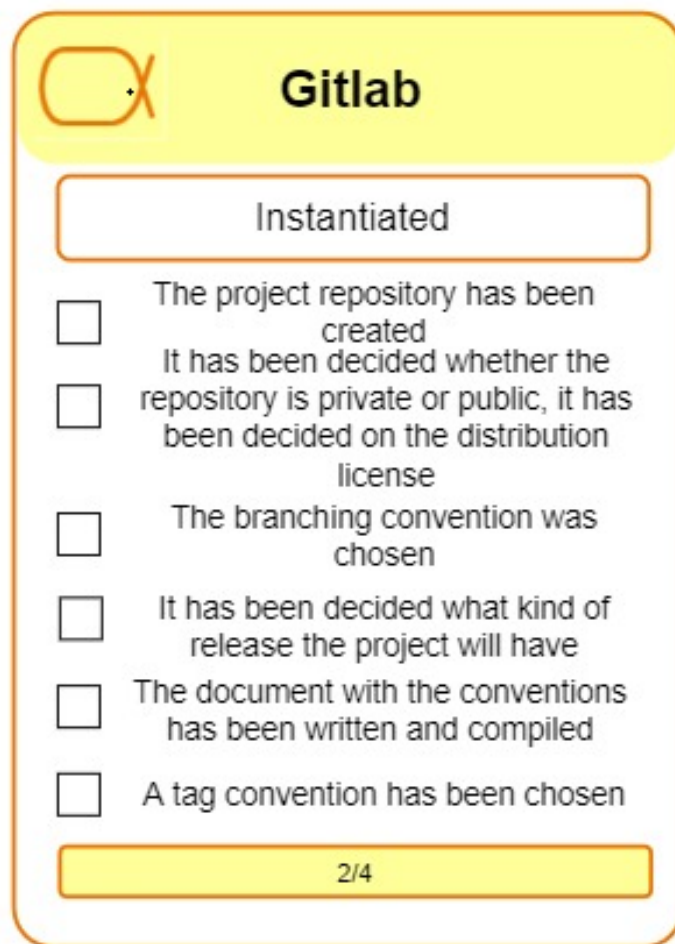 Gitlab
Instantiated
The project repository has been
created
It has been decided whether the
repository is private or public, it has
been decided on the distribution
license
The branching convention was
chosen
It has been decided what kind of
release the project will have
The document with the conventions
has been written and compiled
A tag convention has been chosen
2/4